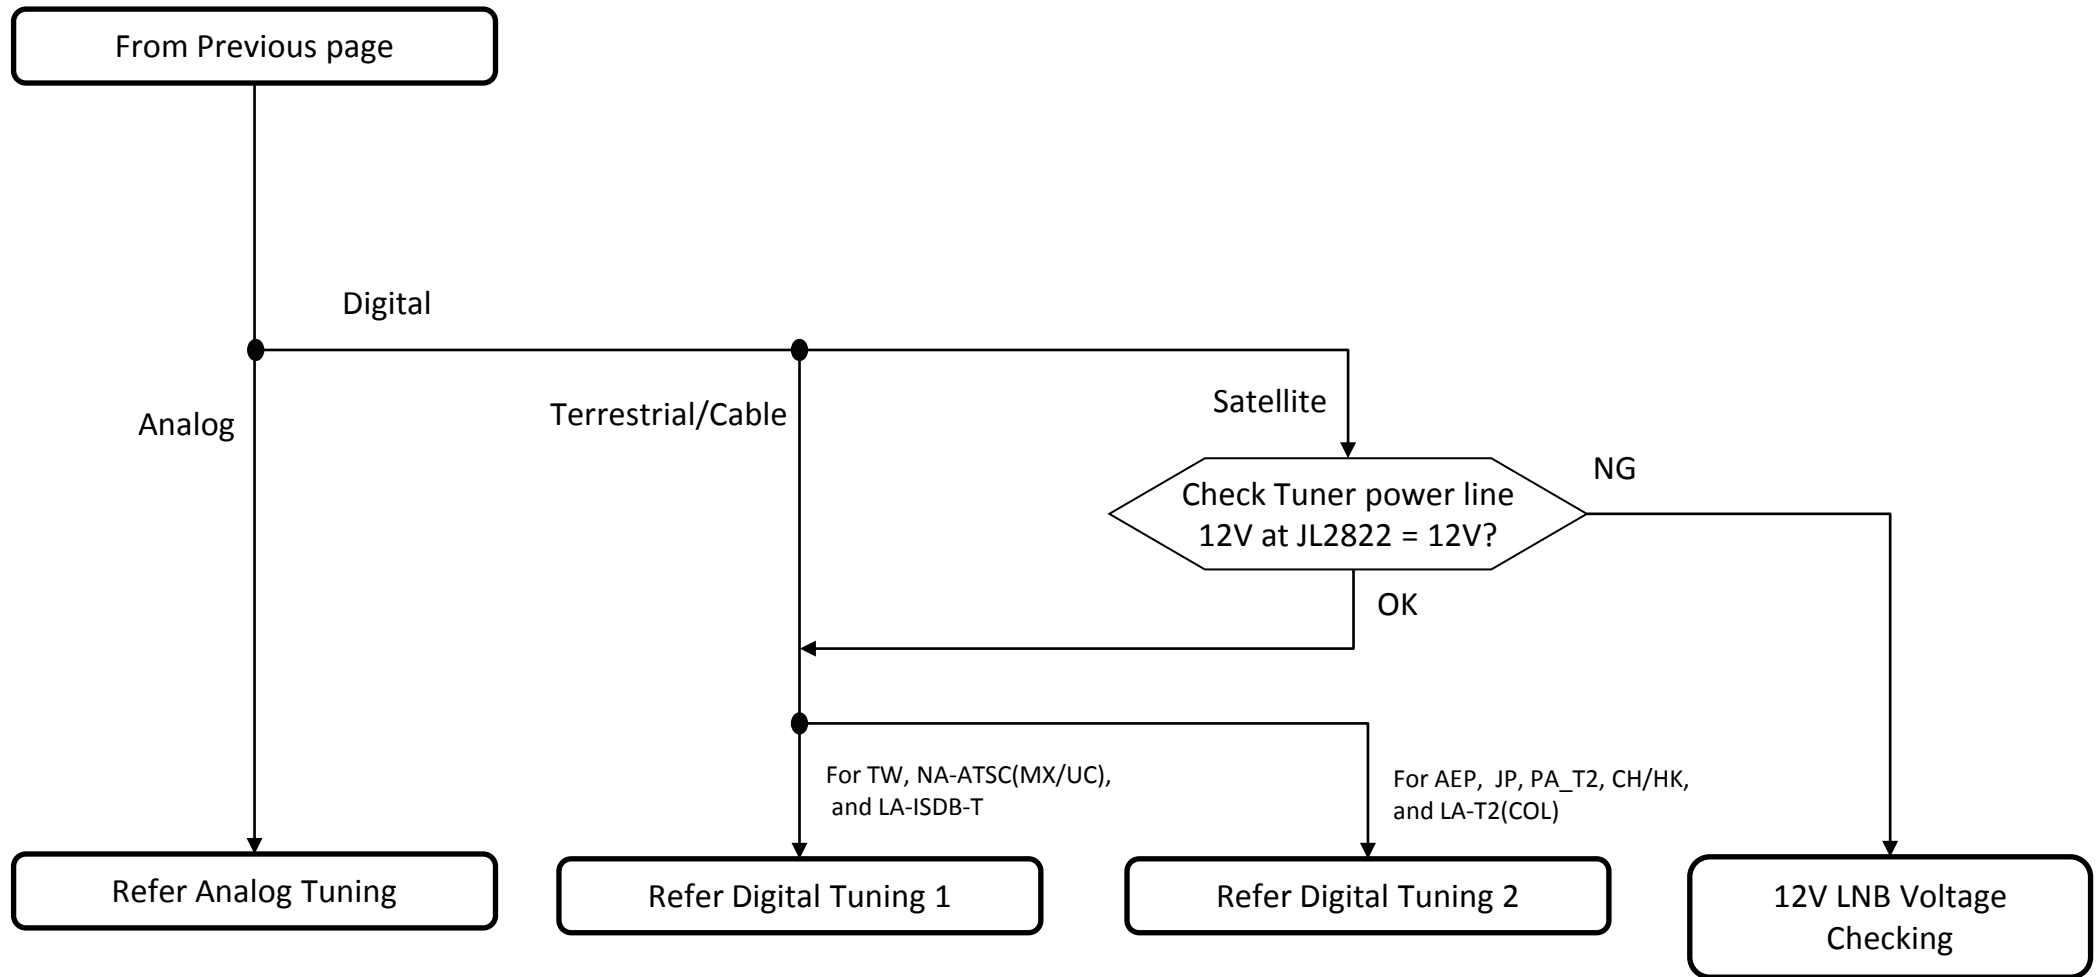 From Previous page
Digital
Analog
Terrestrial/Cable
Satellite
NG
Check Tuner power line
12V at JL2822 = 12V?
OK
For TW, NA-ATSC(MX/UC),
and LA-ISDB-T
For AEP, JP, PA_T2, CH/HK,
and LA-T2(COL)
Refer Analog Tuning
Refer Digital Tuning 1
Refer Digital Tuning 2
12V LNB Voltage
Checking